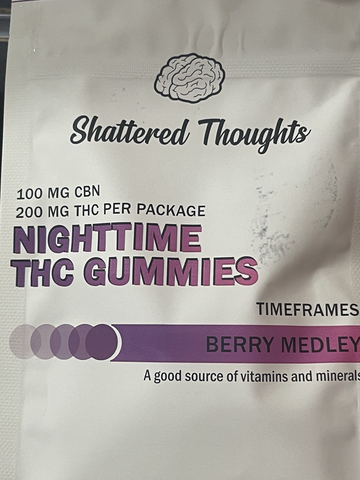 Shattered Thoughts
100 MG CBN
200 MG THC PER PACKAGE
NIGHTTIME
THC GUMMIES
TIMEFRAMES
BERRY MEDLEY
A good source of vitamins and minerals